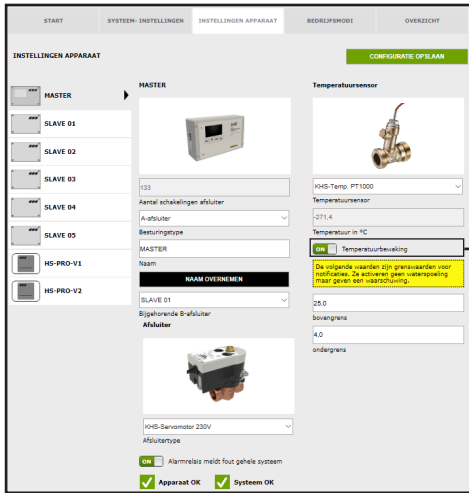 START
SYSTEEM- INSTELLINGEN
INSTELLINGEN APPARAAT
BEDRIJFSMODI
OVERZICHT
INSTELLINGEN APPARAAT
CONFIGURATIE OPSLAAN
MASTER
SLAVE 01
SLAVE 02
SLAVE 03
SLAVE 04
SLAVE 05
HS-PRO-V1
HS-PRO-V2
MASTER
133
Aantal schakelingen afsluiter
A-afsluiter
Besturingstype
MASTER
Naam
NAAM OVERNEMEN
SLAVE 01
Bijgehorende B-afsluiter
Afsluiter
KHS-Servomotor 230V
Afsluitertype
ON Alarmrelais meldt fout gehele systeem
Apparaat OK
Systeem OK
Temperatuursensor
KHS-Temp. PT1000
Temperatuursensor
-271,4
Temperatuur in °C
ON Temperatuurbewaking
De volgende waarden zijn grenswaarden voor
notificaties. Ze activeren geen waterspoeling
maar geven een waarschuwing.
25.0
bovengrens
4.0
ondergrens